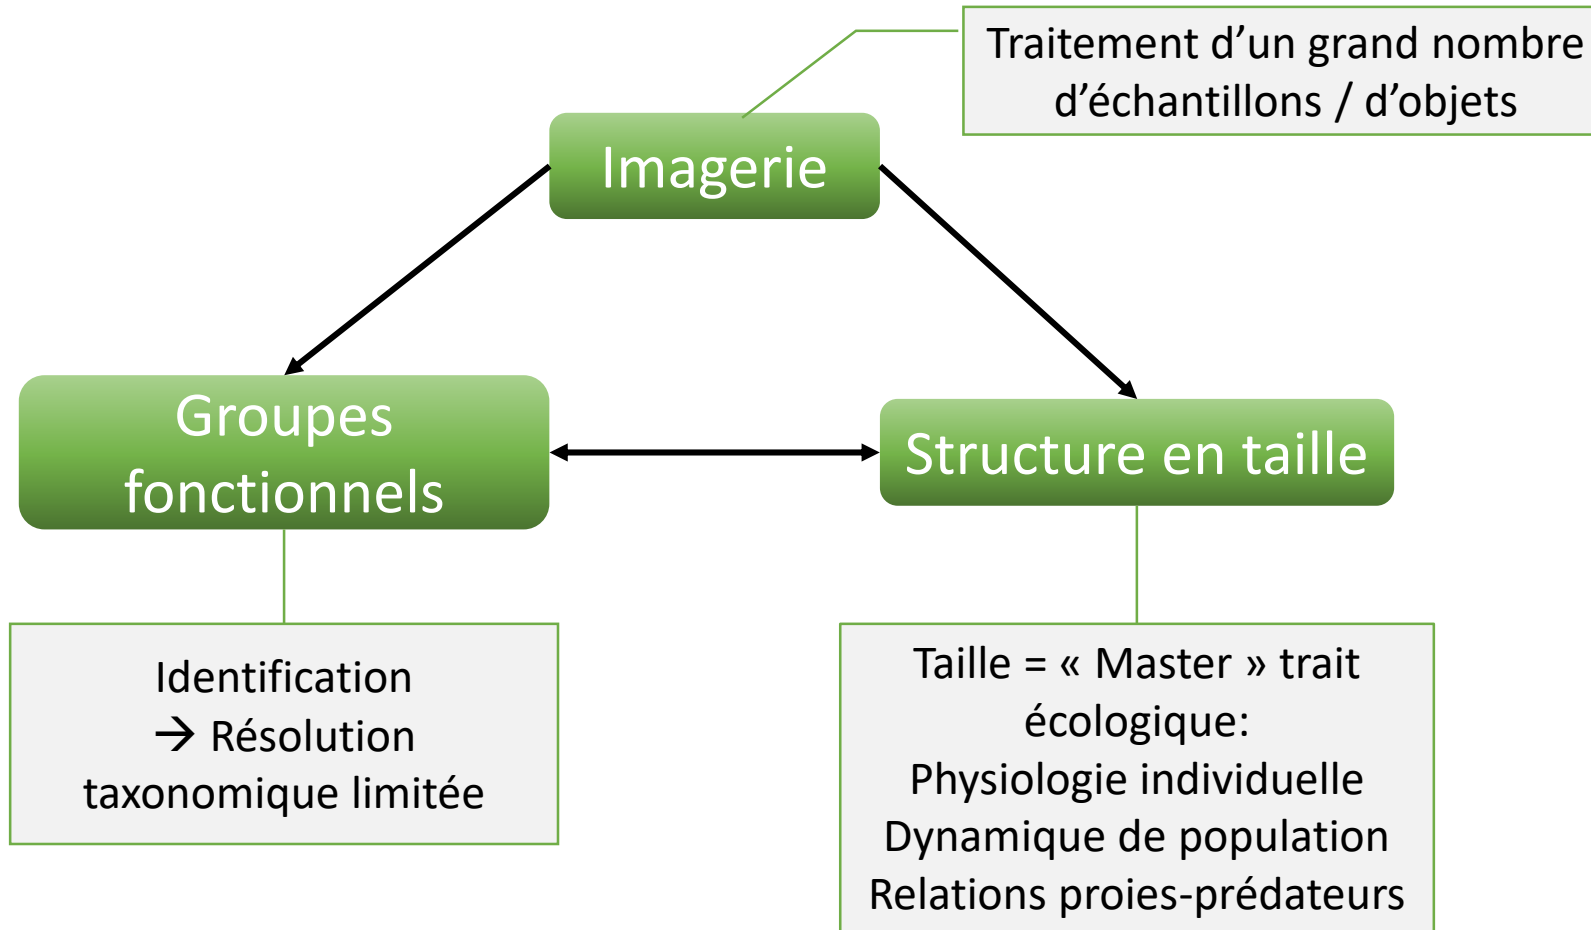 Traitement d’un grand nombre
d’échantillons / d’objets
Imagerie
Groupes
fonctionnels
Structure en taille
Identification
→ Résolution
taxonomique limitée
Taille = « Master » trait
écologique:
Physiologie individuelle
Dynamique de population
Relations proies-prédateurs